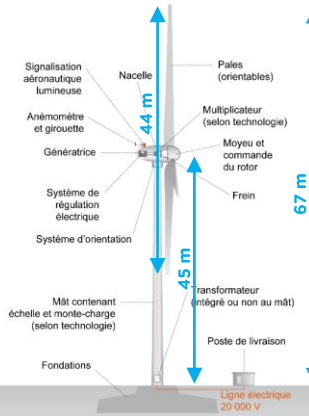 Signalisation
aéronautique
lumineuse
Nacelle
Pales
(orientables)
44 m
Anémomètre
et girouette
Multiplicateur
(selon technologie)
Génératrice
Moyeu et
commande
du rotor
Système de
régulation
électrique
Frein
67 m
Système d'orientation
45 m
Transformateur
(intégré ou non au mât)
Mât contenant
échelle et monte-charge
(selon technologie)
Poste de livraison
Fondations
Ligne électrique
20 000 V